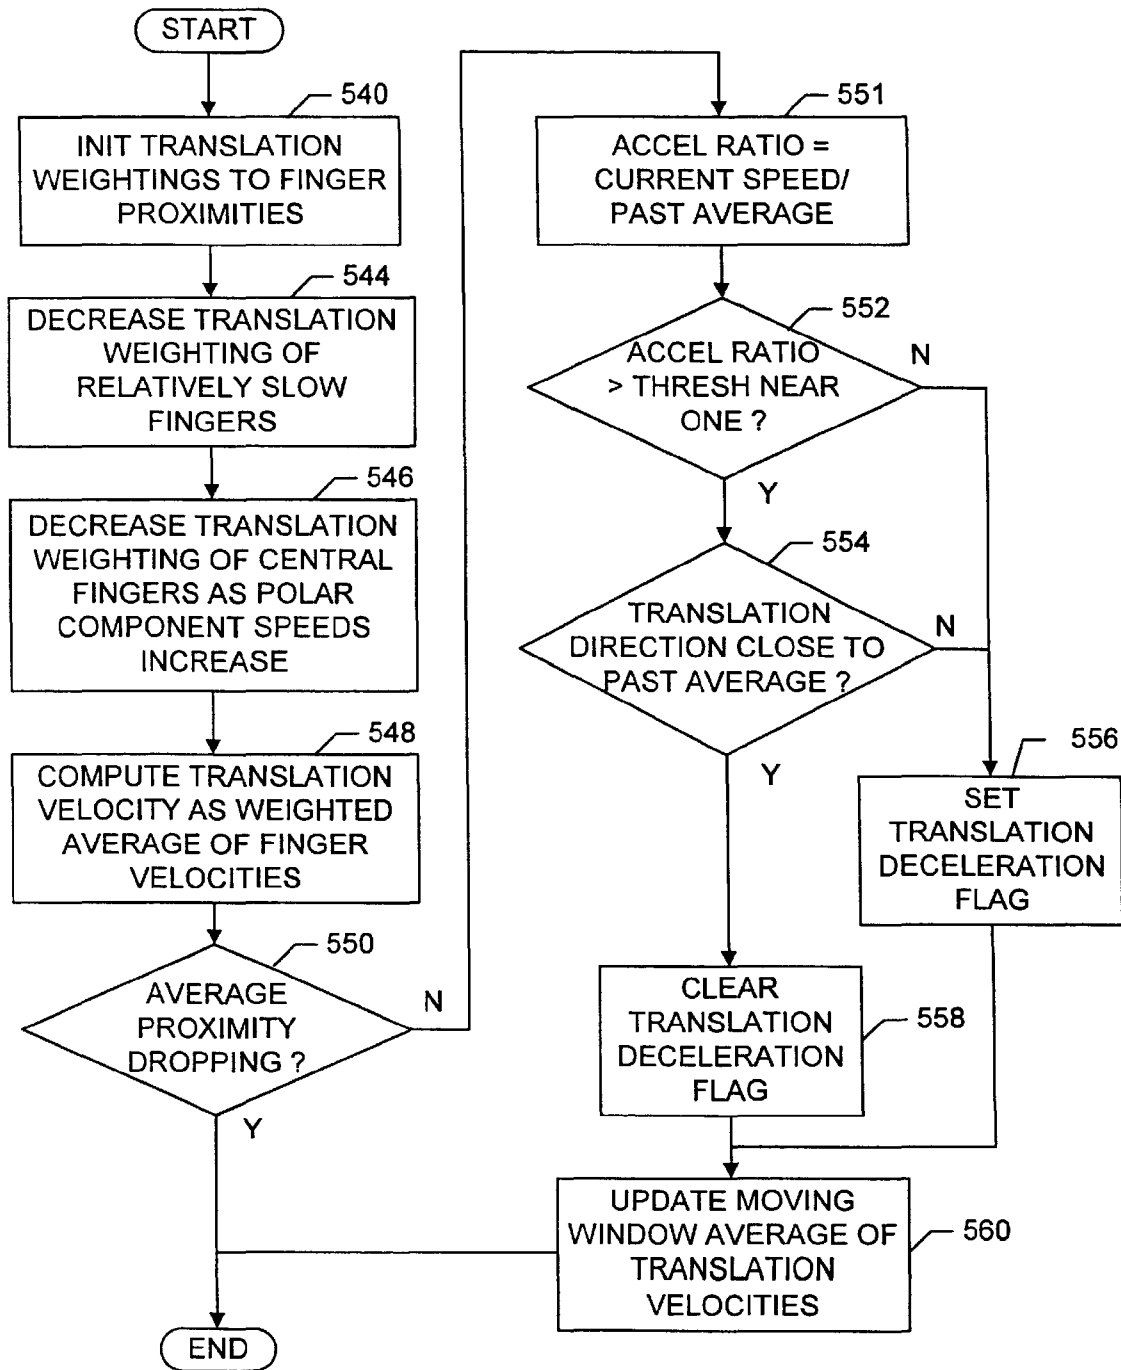 START
540
INIT TRANSLATION
WEIGHTINGS TO FINGER
PROXIMITIES
544
DECREASE TRANSLATION
WEIGHTING OF
RELATIVELY SLOW
FINGERS
546
DECREASE TRANSLATION
WEIGHTING OF CENTRAL
FINGERS AS POLAR
COMPONENT SPEEDS
INCREASE
548
COMPUTE TRANSLATION
VELOCITY AS WEIGHTED
AVERAGE OF FINGER
VELOCITIES
550
AVERAGE
PROXIMITY
DROPPING ?
N
Y
551
ACCEL RATIO =
CURRENT SPEED/
PAST AVERAGE
552
ACCEL RATIO
> THRESH NEAR
ONE ?
N
Y
554
TRANSLATION
DIRECTION CLOSE TO
PAST AVERAGE ?
N
Y
556
SET
TRANSLATION
DECELERATION
FLAG
CLEAR
TRANSLATION
DECELERATION
FLAG
558
UPDATE MOVING
WINDOW AVERAGE OF
TRANSLATION
VELOCITIES
560
END